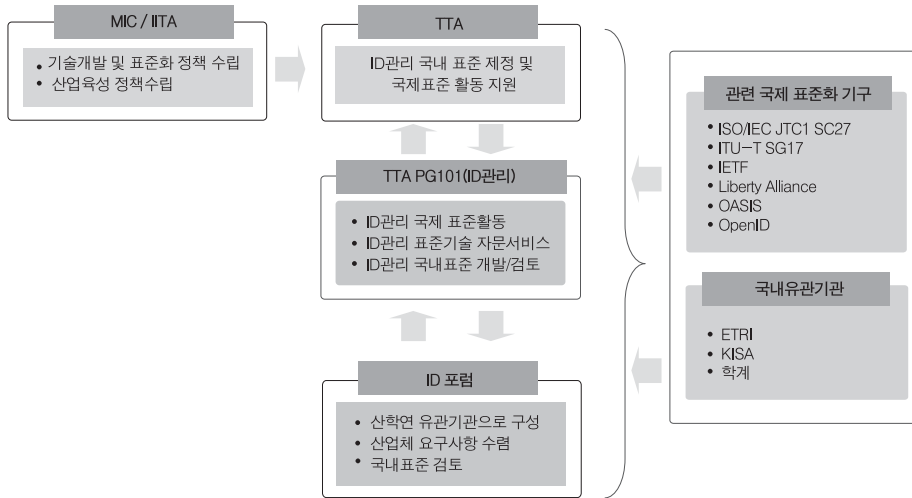 MIC / IITA
• 기술개발 및 표준화 정책 수립
• 산업육성 정책수립
TTA
ID관리 국내 표준 제정 및
국제표준 활동 지원
TTA PG101(ID관리)
• ID관리 국제 표준활동
• ID관리 표준기술 자문서비스
• ID관리 국내표준 개발/검토
ID 포럼
• 산학연 유관기관으로 구성
• 산업체 요구사항 수렴
• 국내표준 검토
관련 국제 표준화 기구
• ISO/IEC JTC1 SC27
• ITU-T SG17
• IETF
• Liberty Alliance
• OASIS
• OpenID
국내유관기관
• ETRI
• KISA
• 학계